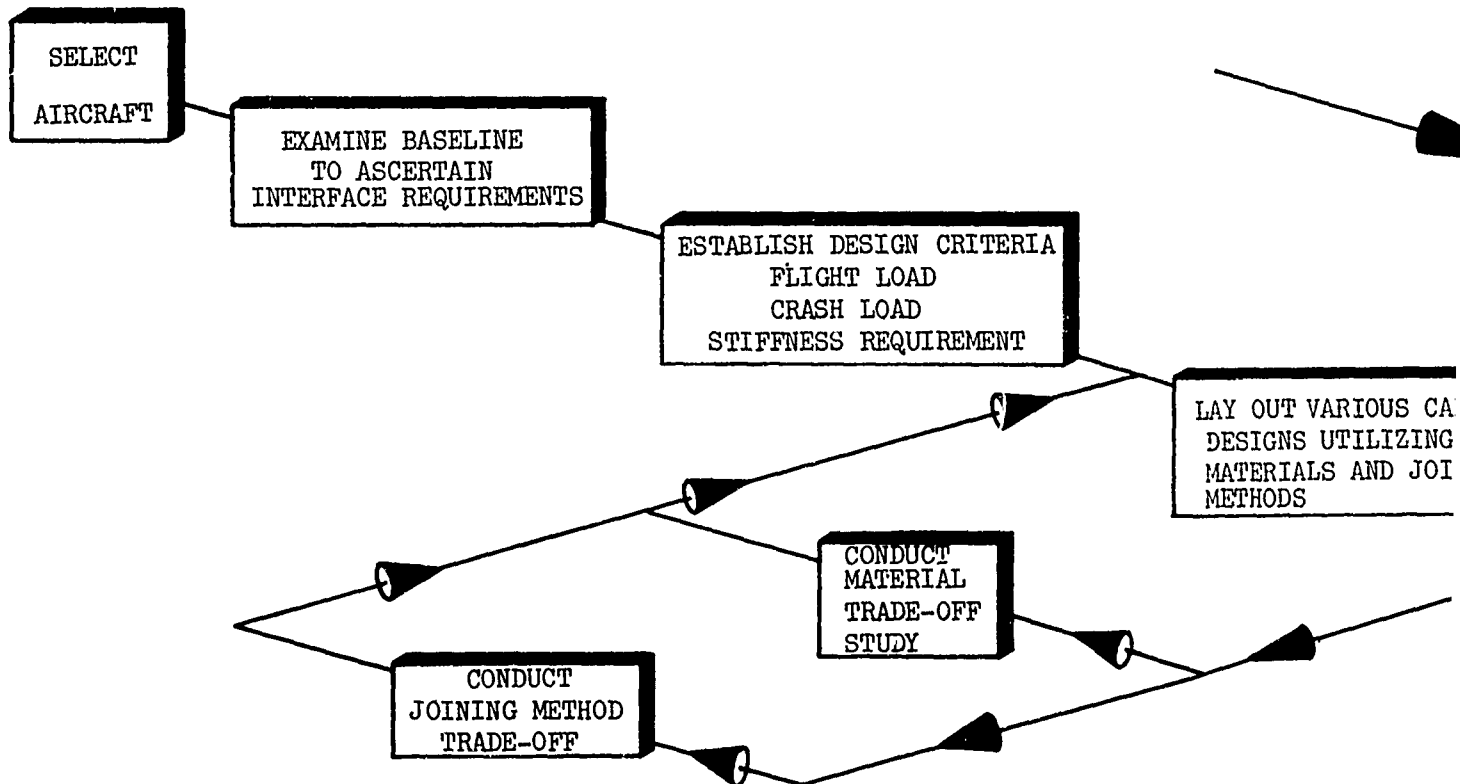 SELECT
AIRCRAFT
EXAMINE BASELINE
TO ASCERTAIN
INTERFACE REQUIREMENTS
ESTABLISH DESIGN CRITERIA
FLIGHT LOAD
CRASH LOAD
STIFFNESS REQUIREMENT
LAY OUT VARIOUS CA
DESIGNS UTILIZING
MATERIALS AND JOI
METHODS
CONDUCT
MATERIAL
TRADE-OFF
STUDY
CONDUCT
JOINING METHOD
TRADE-OFF